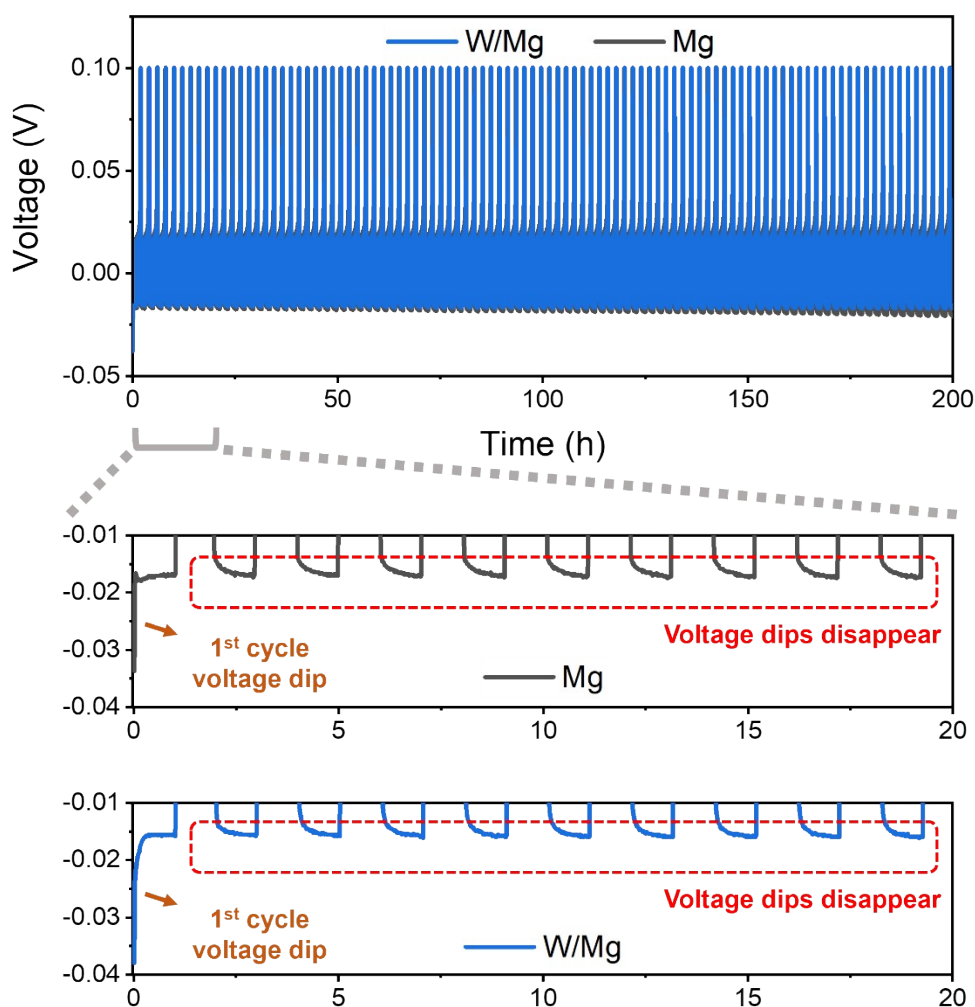 W/Mg Mg
0.10
0.05
0.00
-0.05
Voltage (V)
0 50 100 150 200
Time (h)
-0.01
-0.02
-0.03
-0.04
1st cycle
voltage dip
Voltage dips disappear
Mg
0 5 10 15 20
-0.01
-0.02
-0.03
-0.04
1st cycle
voltage dip
Voltage dips disappear
W/Mg
0 5 10 15 20